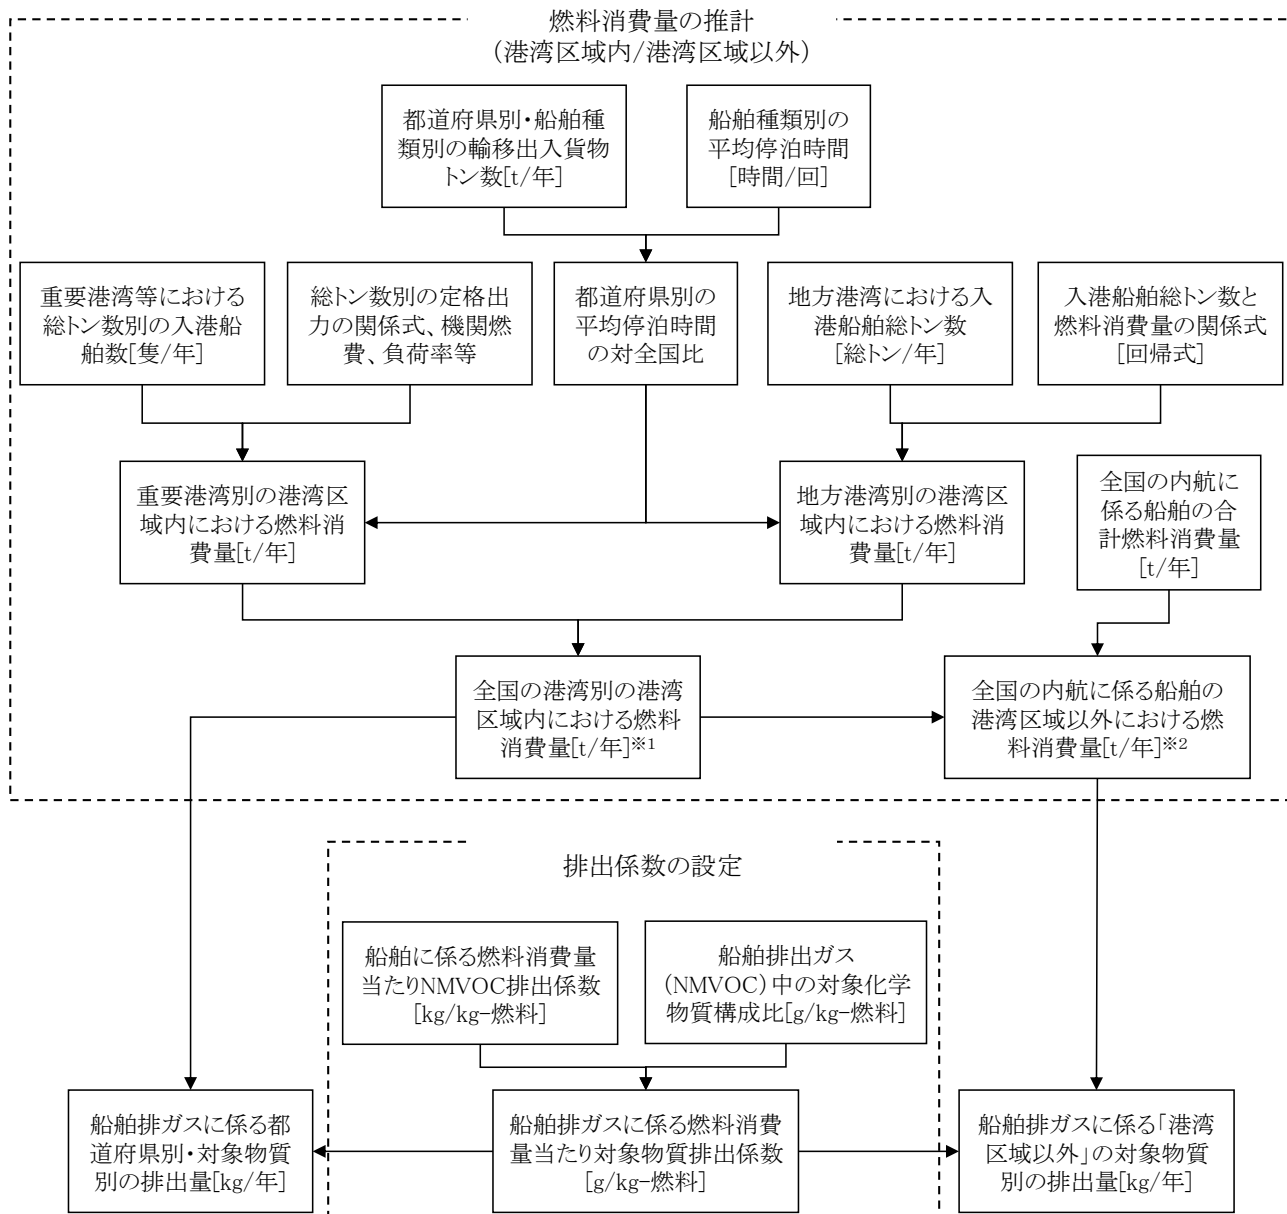 燃料消費量の推計
(港湾区域内/港湾区域以外)
都道府県別・船舶種
類別の輸移出入貨物
トン数[t/年]
船舶種類別の
平均停泊時間
[時間/回]
重要港湾等における
総トン数別の入港船
舶数[隻/年]
総トン数別の定格出
力の関係式、機関燃
費、負荷率等
都道府県別の
平均停泊時間
の対全国比
地方港湾における入
港船舶総トン数
[総トン/年]
入港船舶総トン数と
燃料消費量の関係式
[回帰式]
重要港湾別の港湾区
域内における燃料消
費量[t/年]
地方港湾別の港湾区
域内における燃料消
費量[t/年]
全国の内航に
係る船舶の合
計燃料消費量
[t/年]
全国の港湾別の港湾
区域内における燃料
消費量[t/年]※1
全国の内航に係る船舶の
港湾区域以外における燃
料消費量[t/年]※2
排出係数の設定
船舶に係る燃料消費量
当たりNMVOC排出係数
[kg/kg-燃料]
船舶排出ガス
(NMVOC)中の対象化学
物質構成比[g/kg-燃料]
船舶排ガスに係る都
道府県別・対象物質
別の排出量[kg/年]
船舶排ガスに係る燃料消費
量当たり対象物質排出係数
[g/kg-燃料]
船舶排ガスに係る「港湾
区域以外」の対象物質
別の排出量[kg/年]